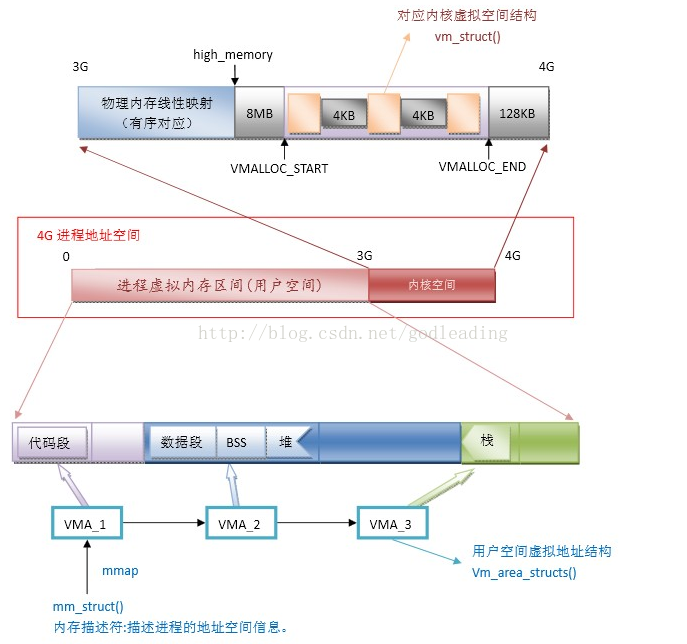 对应内核虚拟空间结构
vm_struct()
high_memory
3G
4G
物理内存线性映射
（有序对应）
8MB
4KB
4KB
128KB
VMALLOC_START
VMALLOC_END
4G 进程地址空间
0
3G
4G
进程虚拟内存区间(用户空间)
内核空间
http://blog.csdn.net/godleading
代码段
数据段
BSS
堆
栈
VMA_1
VMA_2
VMA_3
mmap
用户空间虚拟地址结构
Vm_area_structs()
mm_struct()
内存描述符:描述进程的地址空间信息。